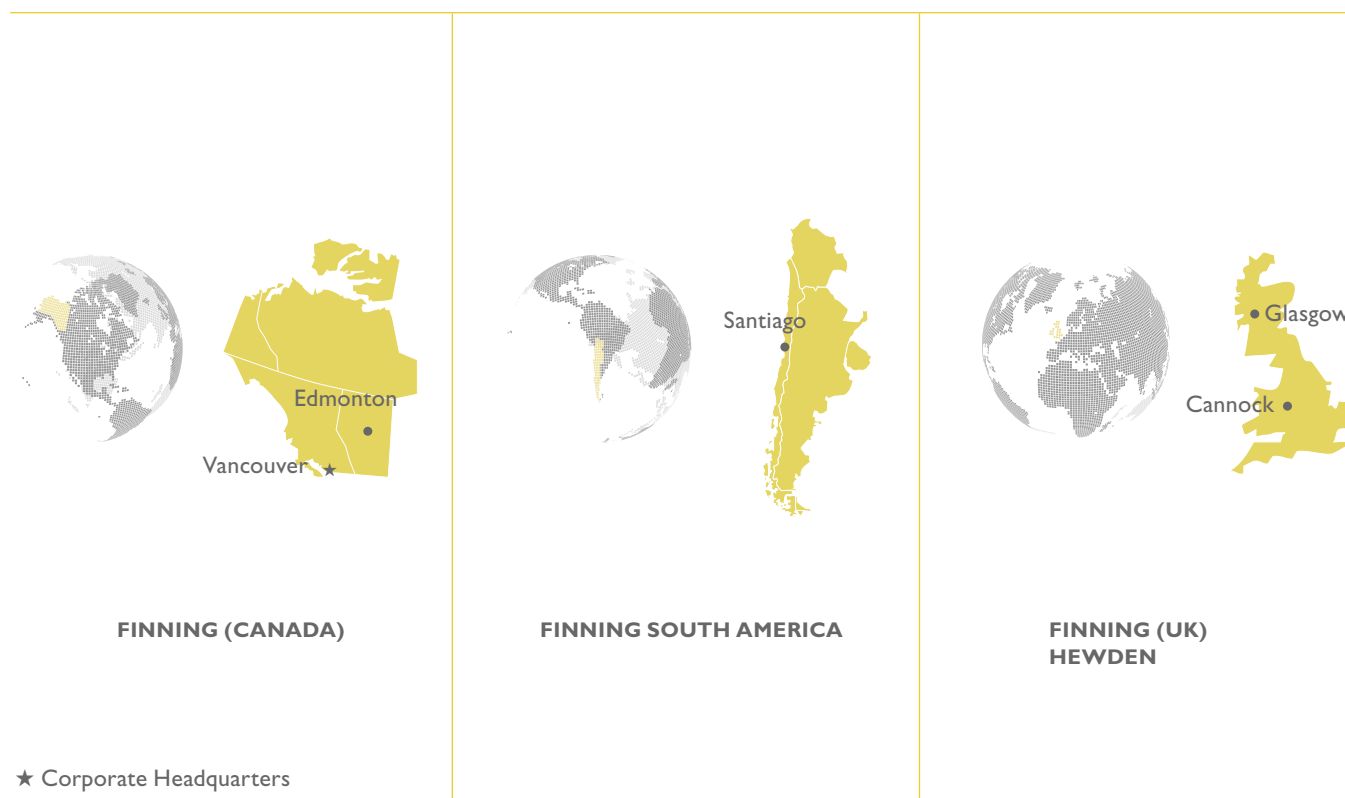 Edmonton
Vancouver
FINNING (CANADA)
★ Corporate Headquarters
Santiago
FINNING SOUTH AMERICA
Glasgow
Cannock
FINNING (UK)
HEWDEN